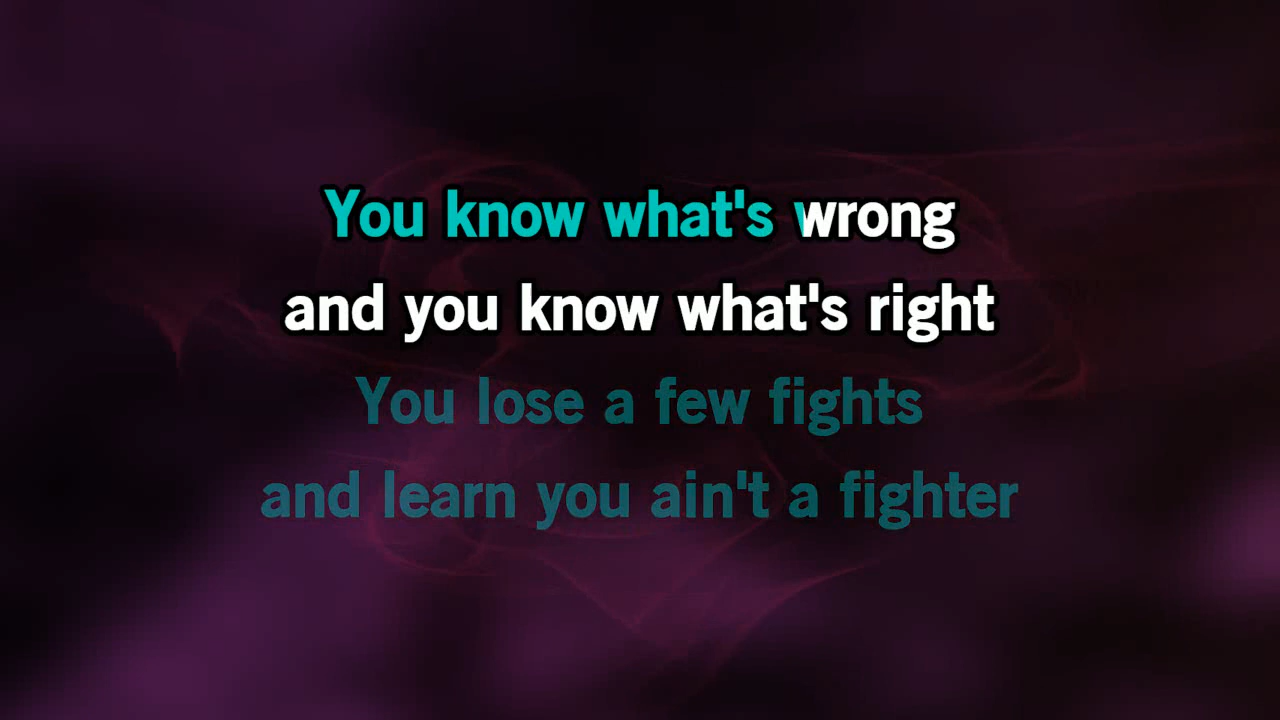 You know what's wrong
and you know what's right
You lose a few fights
and learn you ain't a fighter